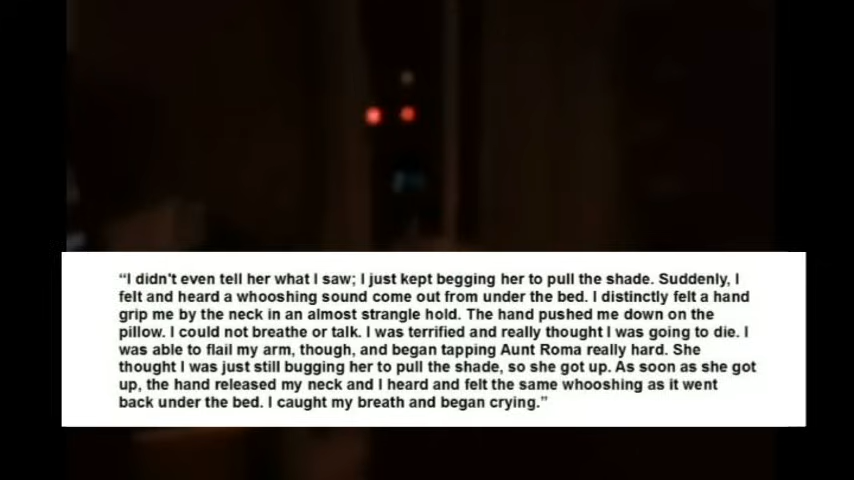 “I didn't even tell her what I saw; I just kept begging her to pull the shade. Suddenly, I
felt and heard a whooshing sound come out from under the bed. I distinctly felt a hand
grip me by the neck in an almost strangle hold. The hand pushed me down on the
pillow. I could not breathe or talk. I was terrified and really thought I was going to die. I
was able to flail my arm, though, and began tapping Aunt Roma really hard. She
thought I was just still bugging her to pull the shade, so she got up. As soon as she got
up, the hand released my neck and I heard and felt the same whooshing as it went
back under the bed. I caught my breath and began crying.”